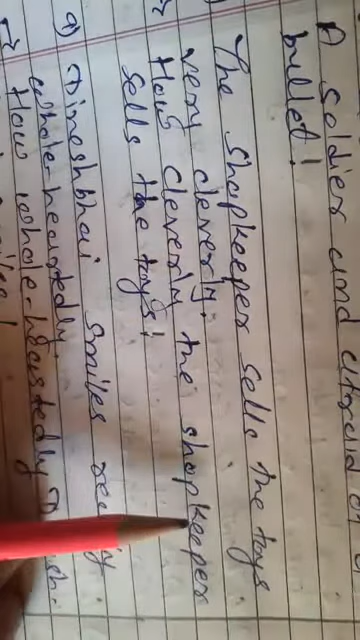 A soldier and afraid of
bullet!
The shopkeeper sells the toys
very cleverly.
How cleverly the shopkeeper
sells the toys!
9) Dineshbhai smiles
whole-heartedly.
How whole-heartedly